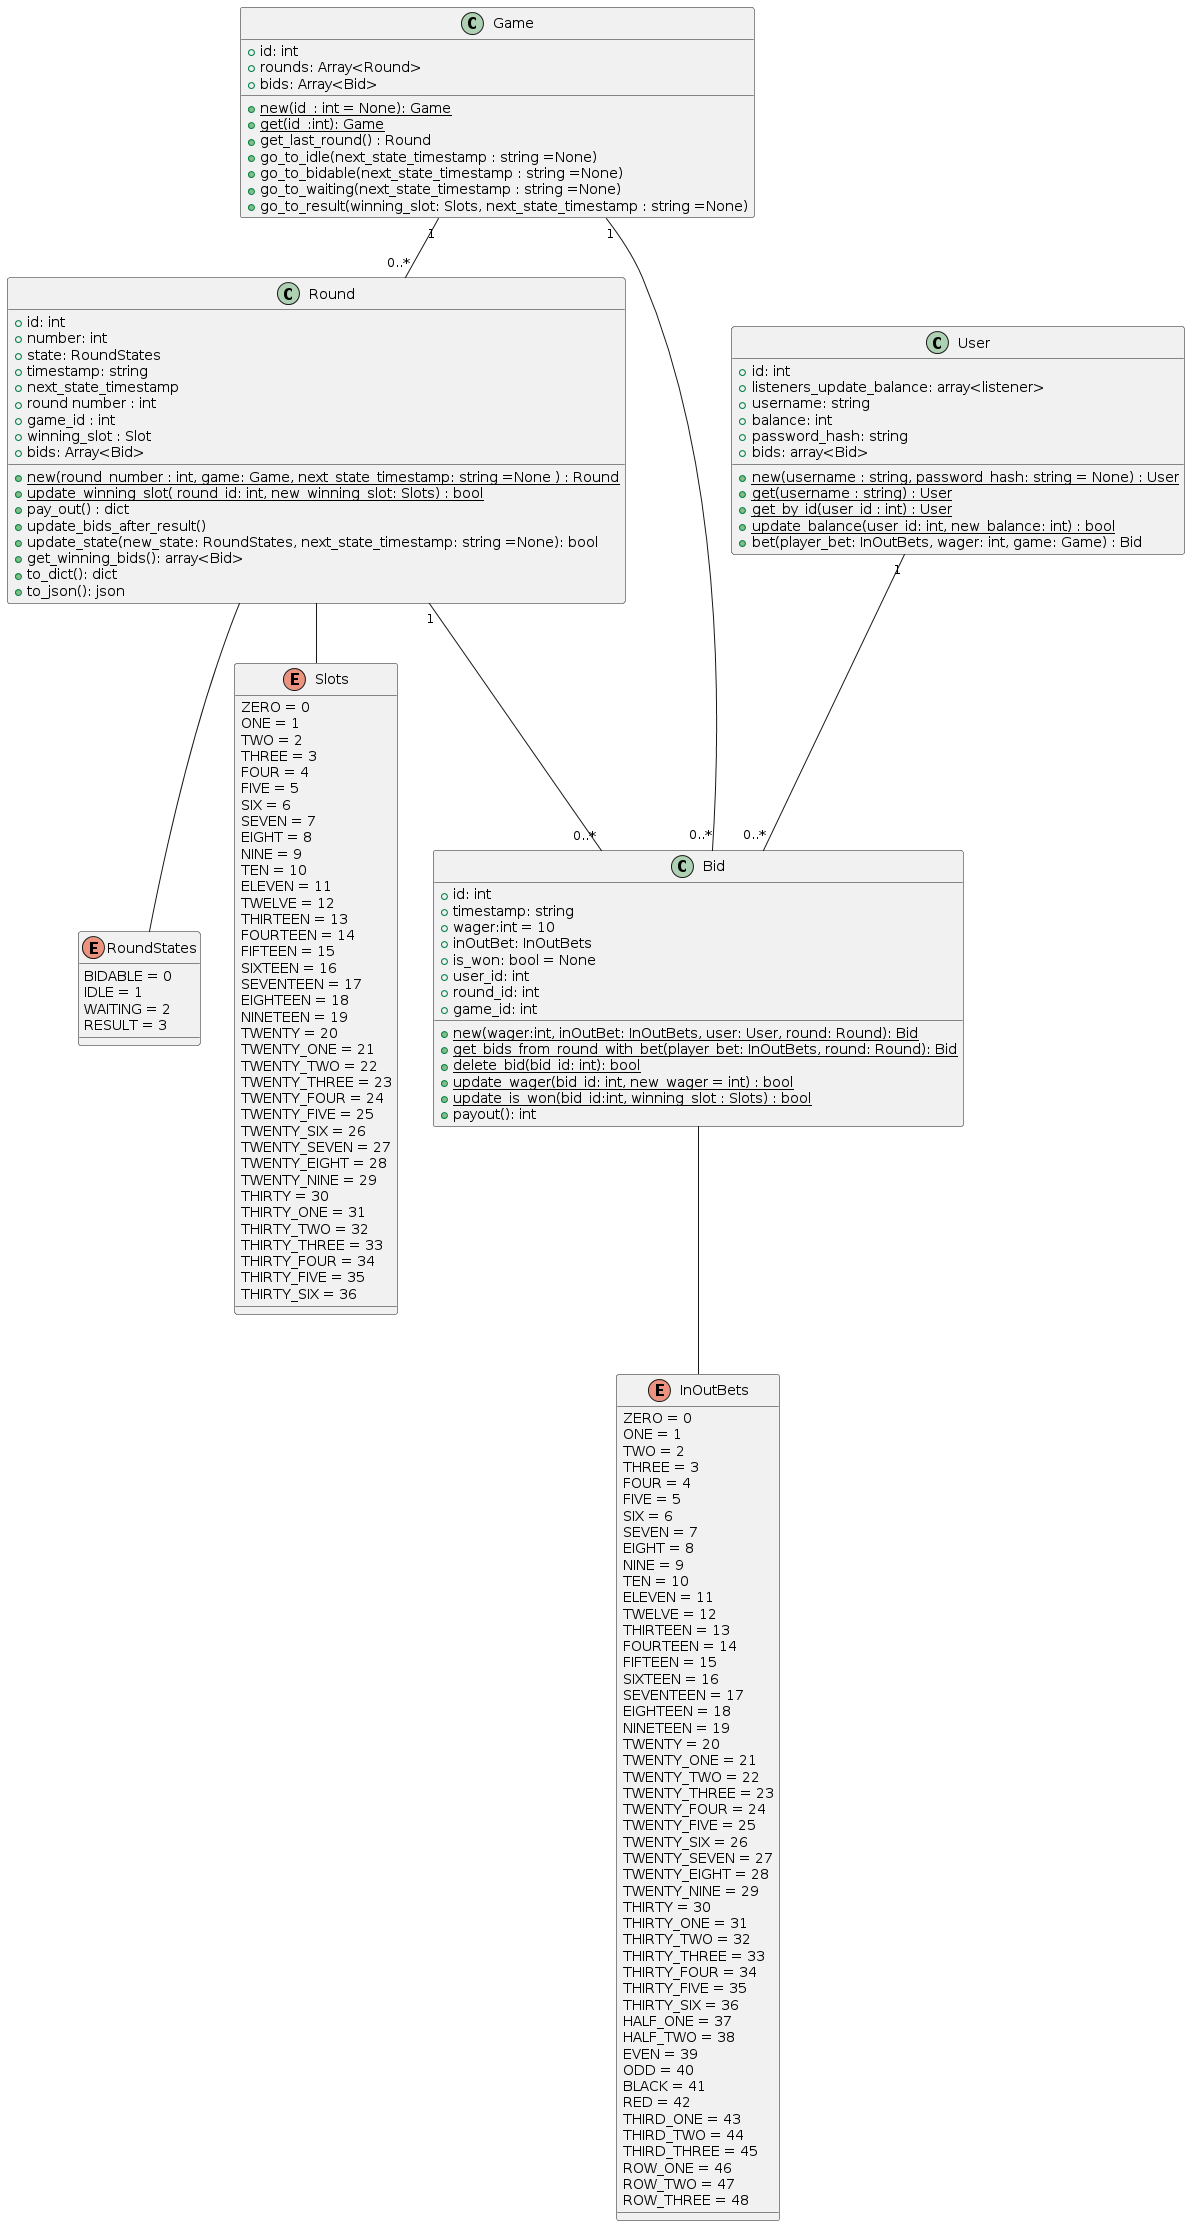 C Game
id: int
rounds: Array<Round>
bids: Array<Bid>
new(id_: int = None): Game
get(id_:int): Game
get_last_round() : Round
go_to_idle(next_state_timestamp : string =None)
go_to_bidable(next_state_timestamp : string =None)
go_to_waiting(next_state_timestamp : string =None)
go_to_result(winning_slot: Slots, next_state_timestamp : string =None)
1
1
0..*
C Round
id: int
number: int
state: RoundStates
timestamp: string
next_state_timestamp
round number : int
game_id : int
winning_slot : Slot
bids: Array<Bid>
new(round_number : int, game: Game, next_state_timestamp: string =None ) : Round
update_winning_slot( round_id: int, new_winning_slot: Slots) : bool
pay_out() : dict
update_bids_after_result()
update_state(new_state: RoundStates, next_state_timestamp: string =None): bool
get_winning_bids(): array<Bid>
to_dict(): dict
to_json(): json
C User
id: int
listeners_update_balance: array<listener>
username: string
balance: int
password_hash: string
bids: array<Bid>
new(username : string, password_hash: string = None) : User
get(username : string) : User
get_by_id(user_id : int) : User
update_balance(user_id: int, new_balance: int) : bool
bet(player_bet: InOutBets, wager: int, game: Game) : Bid
1
1
E Slots
ZERO = 0
ONE = 1
TWO = 2
THREE = 3
FOUR = 4
FIVE = 5
SIX = 6
SEVEN = 7
EIGHT = 8
NINE = 9
TEN = 10
ELEVEN = 11
TWELVE = 12
THIRTEEN = 13
FOURTEEN = 14
FIFTEEN = 15
SIXTEEN = 16
SEVENTEEN = 17
EIGHTEEN = 18
NINETEEN = 19
TWENTY = 20
TWENTY_ONE = 21
TWENTY_TWO = 22
TWENTY_THREE = 23
TWENTY_FOUR = 24
TWENTY_FIVE = 25
TWENTY_SIX = 26
TWENTY_SEVEN = 27
TWENTY_EIGHT = 28
TWENTY_NINE = 29
THIRTY = 30
THIRTY_ONE = 31
THIRTY_TWO = 32
THIRTY_THREE = 33
THIRTY_FOUR = 34
THIRTY_FIVE = 35
THIRTY_SIX = 36
0..*
0..*
0..*
C Bid
id: int
timestamp: string
wager:int = 10
inOutBet: InOutBets
is_won: bool = None
user_id: int
round_id: int
game_id: int
new(wager:int, inOutBet: InOutBets, user: User, round: Round): Bid
get_bids_from_round_with_bet(player_bet: InOutBets, round: Round): Bid
delete_bid(bid_id: int): bool
update_wager(bid_id: int, new_wager = int) : bool
update_is_won(bid_id:int, winning_slot : Slots) : bool
payout(): int
E RoundStates
BIDABLE = 0
IDLE = 1
WAITING = 2
RESULT = 3
E InOutBets
ZERO = 0
ONE = 1
TWO = 2
THREE = 3
FOUR = 4
FIVE = 5
SIX = 6
SEVEN = 7
EIGHT = 8
NINE = 9
TEN = 10
ELEVEN = 11
TWELVE = 12
THIRTEEN = 13
FOURTEEN = 14
FIFTEEN = 15
SIXTEEN = 16
SEVENTEEN = 17
EIGHTEEN = 18
NINETEEN = 19
TWENTY = 20
TWENTY_ONE = 21
TWENTY_TWO = 22
TWENTY_THREE = 23
TWENTY_FOUR = 24
TWENTY_FIVE = 25
TWENTY_SIX = 26
TWENTY_SEVEN = 27
TWENTY_EIGHT = 28
TWENTY_NINE = 29
THIRTY = 30
THIRTY_ONE = 31
THIRTY_TWO = 32
THIRTY_THREE = 33
THIRTY_FOUR = 34
THIRTY_FIVE = 35
THIRTY_SIX = 36
HALF_ONE = 37
HALF_TWO = 38
EVEN = 39
ODD = 40
BLACK = 41
RED = 42
THIRD_ONE = 43
THIRD_TWO = 44
THIRD_THREE = 45
ROW_ONE = 46
ROW_TWO = 47
ROW_THREE = 48